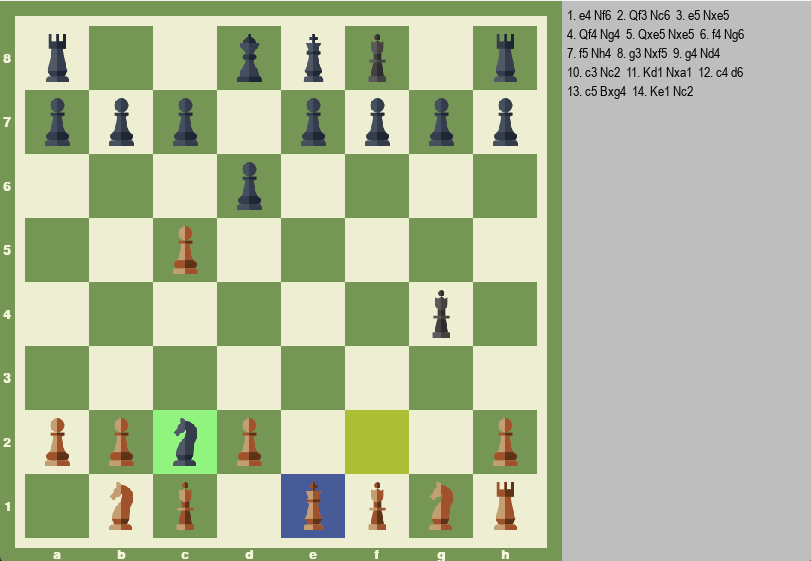 1. e4 Nf6 2. Qf3 Nc6 3. e5 Nxe5
4. Qf4 Ng4 5. Qxe5 Nxe5 6. f4 Ng6
7. f5 Nh4 8. g3 Nxf5 9. g4 Nd4
10. c3 Nc2 11. Kd1 Nxa1 12. c4 d6
13. c5 Bxg4 14. Ke1 Nc2
8
7
6
5
4
3
2
1
a b c d e f g h